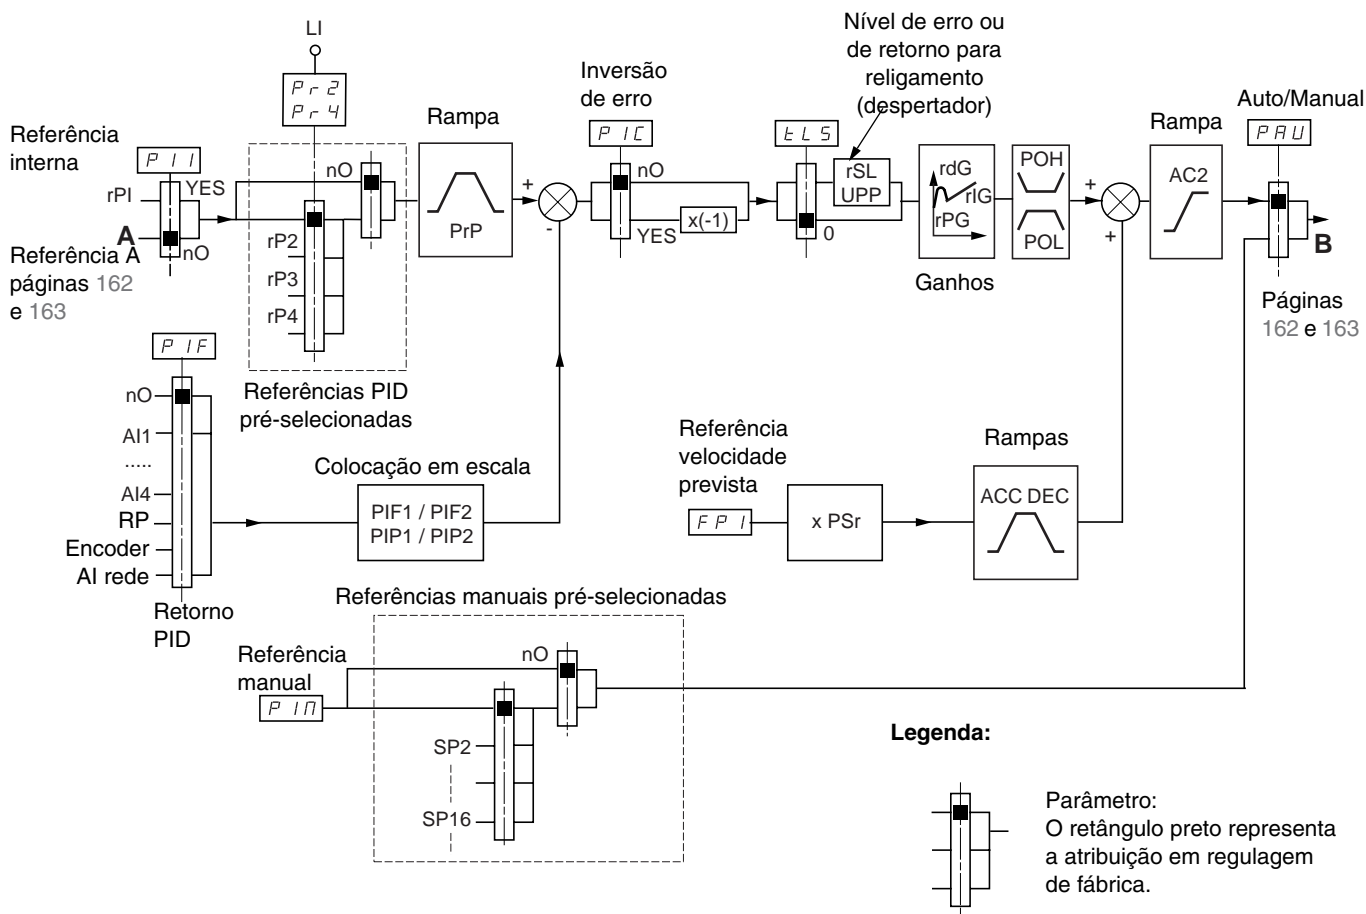 LI
Pr2
Pr4
Nível de erro ou
de retorno para
religamento
(despertador)
Inversão
de erro
PIC
tLS
Auto/Manual
PAU
Rampa
Rampa
Referência
interna
PII
YES
rPI
A
nO
Referência A
páginas 162
e 163
nO
rP2
rP3
rP4
PrP
+
-
nO
YES
x(-1)
rSL
UPP
0
rdG
rIG
rPG
Ganhos
POH
POL
+
+
AC2
B
Páginas
162 e 163
PIF
nO
AI1
.....
AI4
RP
Encoder
AI rede
Retorno
PID
Referências PID
pré-selecionadas
Colocação em escala
PIF1 / PIF2
PIP1 / PIP2
Referência
velocidade
prevista
FPI
x PSr
Rampas
ACC DEC
Referências manuais pré-selecionadas
Referência
manual
PIM
nO
SP2
SP16
Legenda:
Parâmetro:
O retângulo preto representa
a atribuição em regulagem
de fábrica.